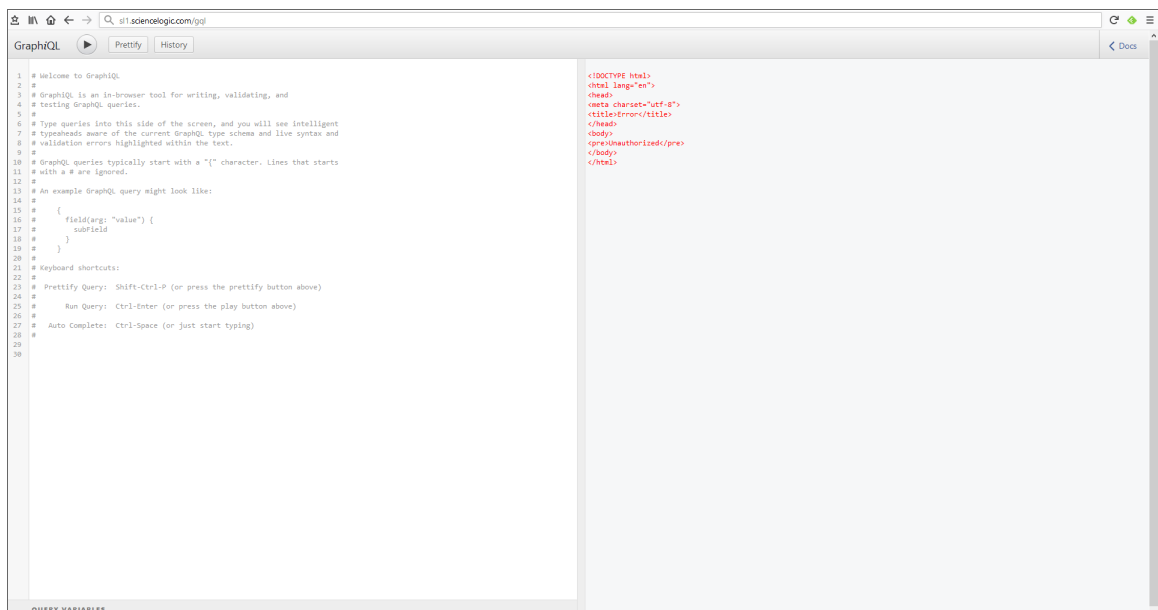 sl1.sciencelogic.com/gql
GraphiQL
Prettify
History
Docs
1 # Welcome to GraphiQL
2 #
3 # GraphiQL is an in-browser tool for writing, validating, and
4 # testing GraphQL queries.
5 #
6 # Type queries into this side of the screen, and you will see intelligent
7 # typeaheads aware of the current GraphQL type schema and live syntax and
8 # validation errors highlighted within the text.
9 #
10 # GraphQL queries typically start with a "{" character. Lines that starts
11 # with a # are ignored.
12 #
13 # An example GraphQL query might look like:
14 #
15 #     {
16 #       field(arg: "value") {
17 #         subField
18 #       }
19 #     }
20 #
21 # Keyboard shortcuts:
22 #
23 #  Prettify Query:  Shift-Ctrl-P (or press the prettify button above)
24 #
25 #       Run Query:  Ctrl-Enter (or press the play button above)
26 #
27 #   Auto Complete:  Ctrl-Space (or just start typing)
28 #
29
30
<!DOCTYPE html>
<html lang="en">
<head>
<meta charset="utf-8">
<title>Error</title>
</head>
<body>
<pre>Unauthorized</pre>
</body>
</html>
QUERY VARIABLES